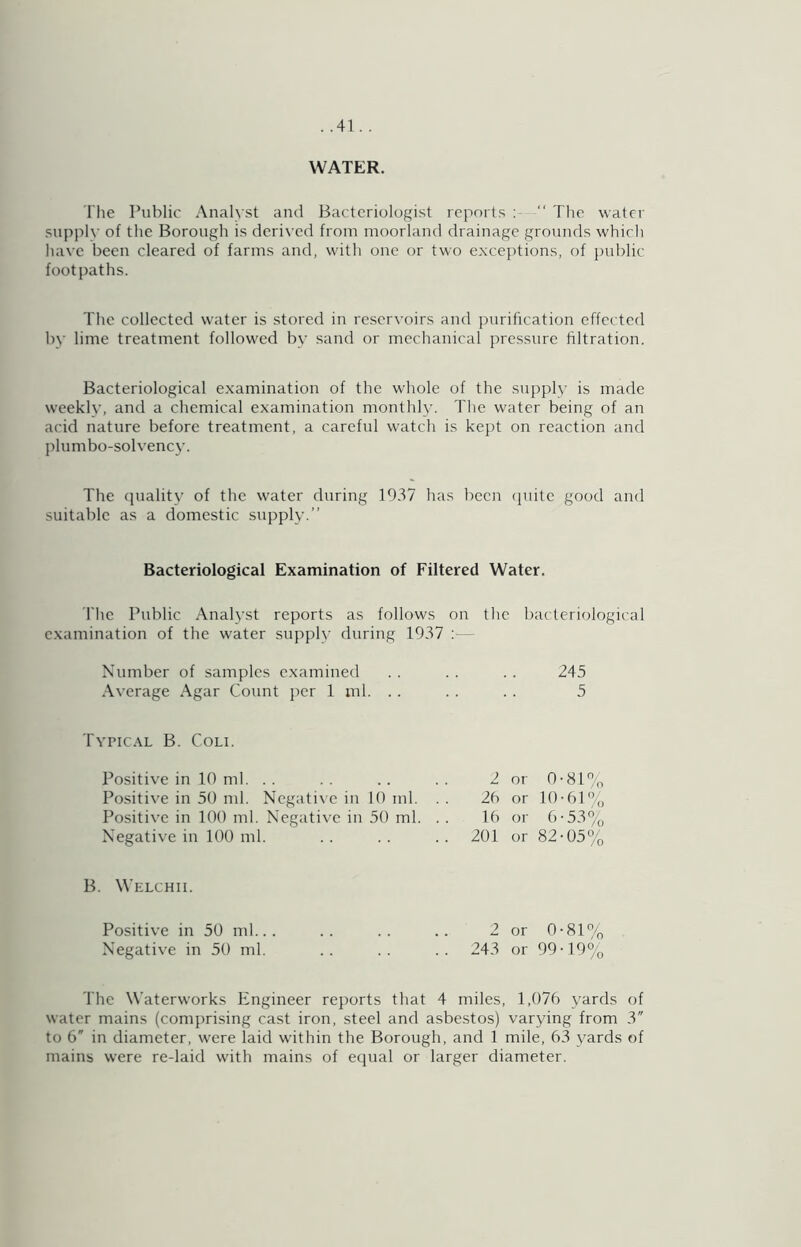 ..41..
WATER.
The Public Analyst and Bacteriologist reports :—“ The water
supply of the Borough is derived from moorland drainage grounds which
have been cleared of farms and, with one or two exceptions, of public
footpaths.
The collected water is stored in reservoirs and purification effected
by lime treatment followed by sand or mechanical pressure filtration.
Bacteriological examination of the whole of the supply is made
weekly, and a chemical examination monthly. The water being of an
acid nature before treatment, a careful watch is kept on reaction and
plumbo-solvency.
The quality of the water during 1937 has been quite good and
suitable as a domestic supply.”
Bacteriological Examination of Filtered Water.
The Public Analyst reports as follows on the bacteriological
examination of the water supply during 1937 :—
Number of samples examined .. .. .. 245
Average Agar Count per 1 ml. .. .. .. 5
Typical B. Coli.
Positive in 10 ml. .. .. .. .. 2 or 0·81%
Positive in 50 ml. Negative in 10 ml. .. 26 or 10·61%
Positive in 100 ml. Negative in 50 ml. .. 16 or 6·53%
Negative in 100 ml. .. .. .. 201 or 82·05%
B. Welchii.
Positive in 50 ml... .. .. .. 2 or 0·81%
Negative in 50 ml. .. .. .. 243 or 99·19%
The Waterworks Engineer reports that 4 miles, 1,076 yards of
water mains (comprising cast iron, steel and asbestos) varying from 3″
to 6″ in diameter, were laid within the Borough, and 1 mile, 63 yards of
mains were re-laid with mains of equal or larger diameter.